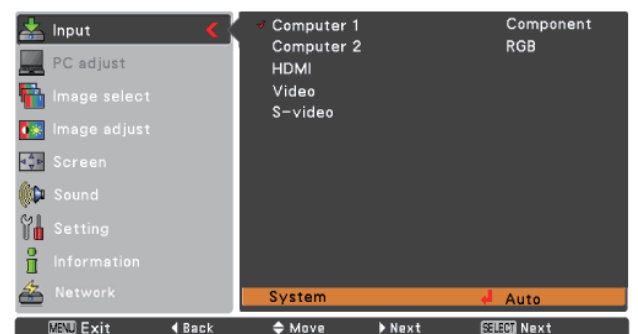 Input
PC adjust
Image select
Image adjust
Screen
Sound
Setting
Information
Network
Computer 1 Component
Computer 2 RGB
HDMI
Video
S-video
System Auto
MENU Exit Back Move Next SELECT Next